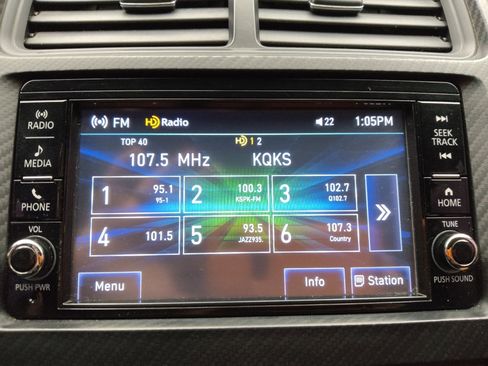 RADIO
MEDIA
PHONE
VOL
PUSH PWR
FM HD Radio 22 1:05PM
TOP 40 HD 1 2
107.5 MHz KQKS
1 95.1 95-1
2 100.3 KSPK-FM
3 102.7 Q102.7
4 101.5
5 93.5 JAZZ935.
6 107.3 Country
Menu Info Station
SEEK
TRACK
HOME
TUNE
PUSH SOUND